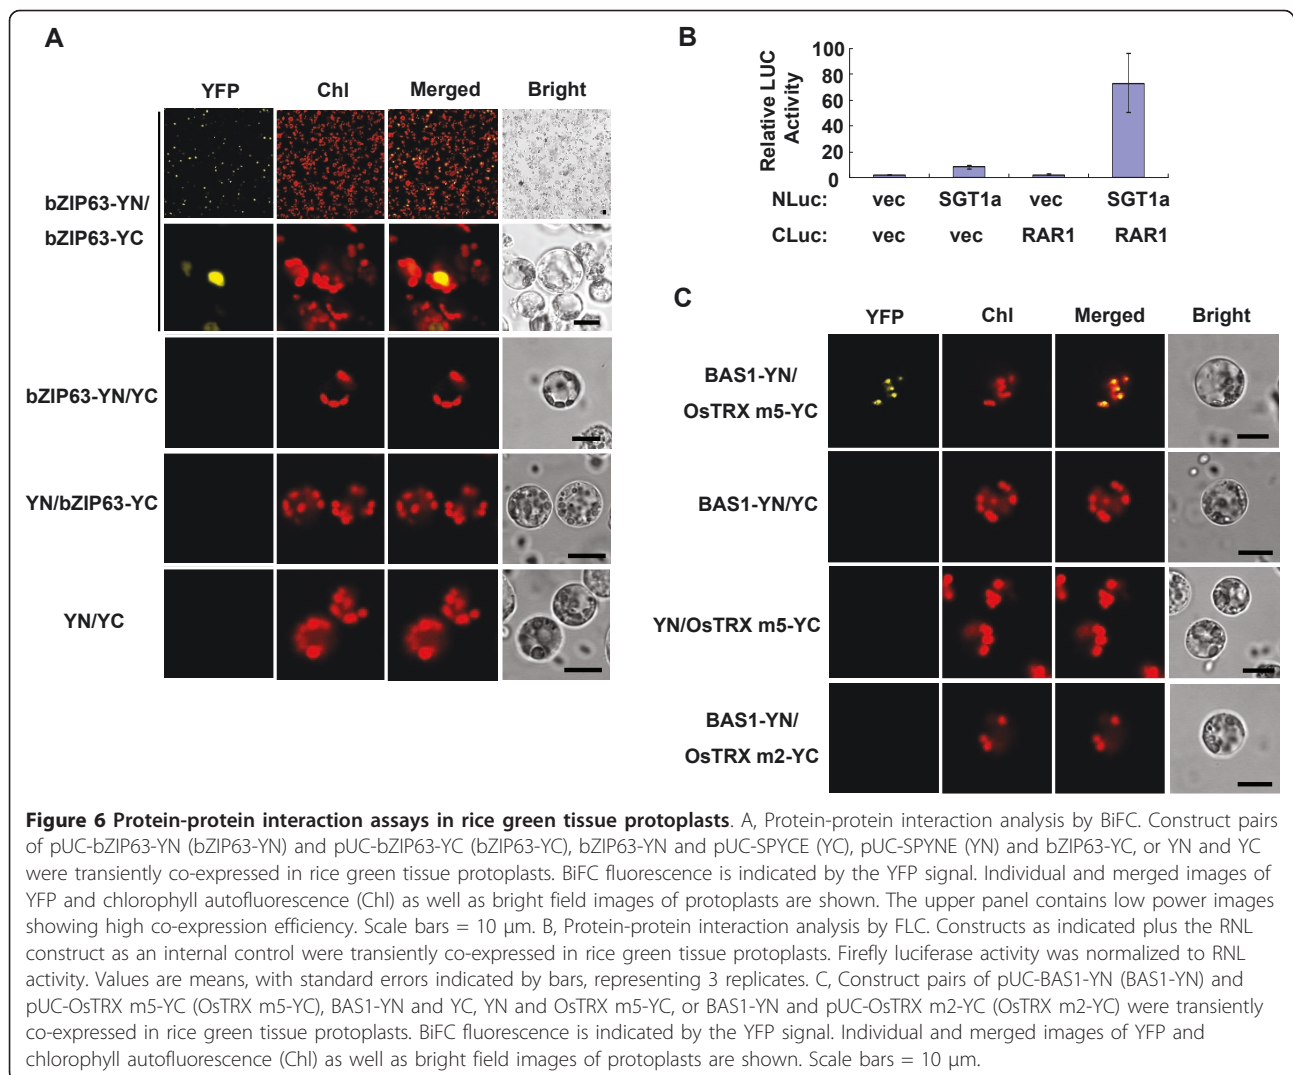 A
YFP Chl Merged Bright
bZIP63-YN/
bZIP63-YC
bZIP63-YN/YC
YN/bZIP63-YC
YN/YC
B
Relative LUC
Activity
100
80
60
40
20
0
NLuc: vec SGT1a vec SGT1a
CLuc: vec vec RAR1 RAR1
C
YFP Chl Merged Bright
BAS1-YN/
OsTRX m5-YC
BAS1-YN/YC
YN/OsTRX m5-YC
BAS1-YN/
OsTRX m2-YC
Figure 6 Protein-protein interaction assays in rice green tissue protoplasts. A, Protein-protein interaction analysis by BiFC. Construct pairs
of pUC-bZIP63-YN (bZIP63-YN) and pUC-bZIP63-YC (bZIP63-YC), bZIP63-YN and pUC-SPYCE (YC), pUC-SPYNE (YN) and bZIP63-YC, or YN and YC
were transiently co-expressed in rice green tissue protoplasts. BiFC fluorescence is indicated by the YFP signal. Individual and merged images of
YFP and chlorophyll autofluorescence (Chl) as well as bright field images of protoplasts are shown. The upper panel contains low power images
showing high co-expression efficiency. Scale bars = 10 μm. B, Protein-protein interaction analysis by FLC. Constructs as indicated plus the RNL
construct as an internal control were transiently co-expressed in rice green tissue protoplasts. Firefly luciferase activity was normalized to RNL
activity. Values are means, with standard errors indicated by bars, representing 3 replicates. C, Construct pairs of pUC-BAS1-YN (BAS1-YN) and
pUC-OsTRX m5-YC (OsTRX m5-YC), BAS1-YN and YC, YN and OsTRX m5-YC, or BAS1-YN and pUC-OsTRX m2-YC (OsTRX m2-YC) were transiently
co-expressed in rice green tissue protoplasts. BiFC fluorescence is indicated by the YFP signal. Individual and merged images of YFP and
chlorophyll autofluorescence (Chl) as well as bright field images of protoplasts are shown. Scale bars = 10 μm.